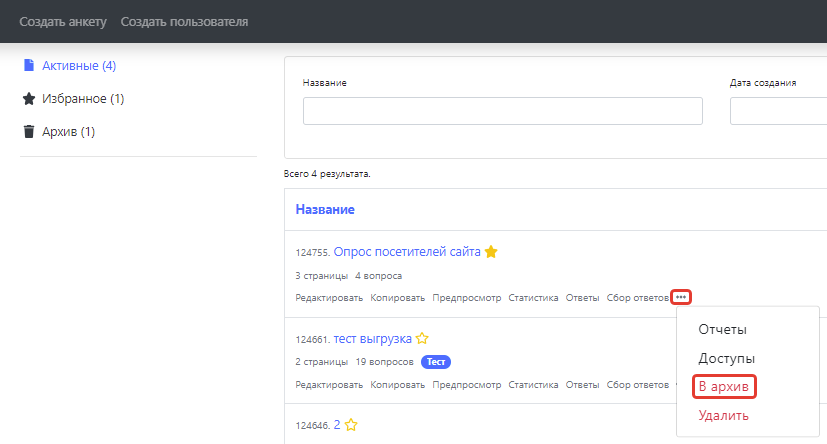 Создать анкету Создать пользователя
Активные (4)
Избранное (1)
Архив (1)
Название Дата создания
Всего 4 результата.
Название
124755. Опрос посетителей сайта
3 страницы 4 вопроса
Редактировать Копировать Предпросмотр Статистика Ответы Сбор ответов •••
Отчеты
Доступы
В архив
Удалить
124661. тест выгрузка
2 страницы 19 вопросов Тест
Редактировать Копировать Предпросмотр Статистика Ответы Сбор ответов
124646. 2